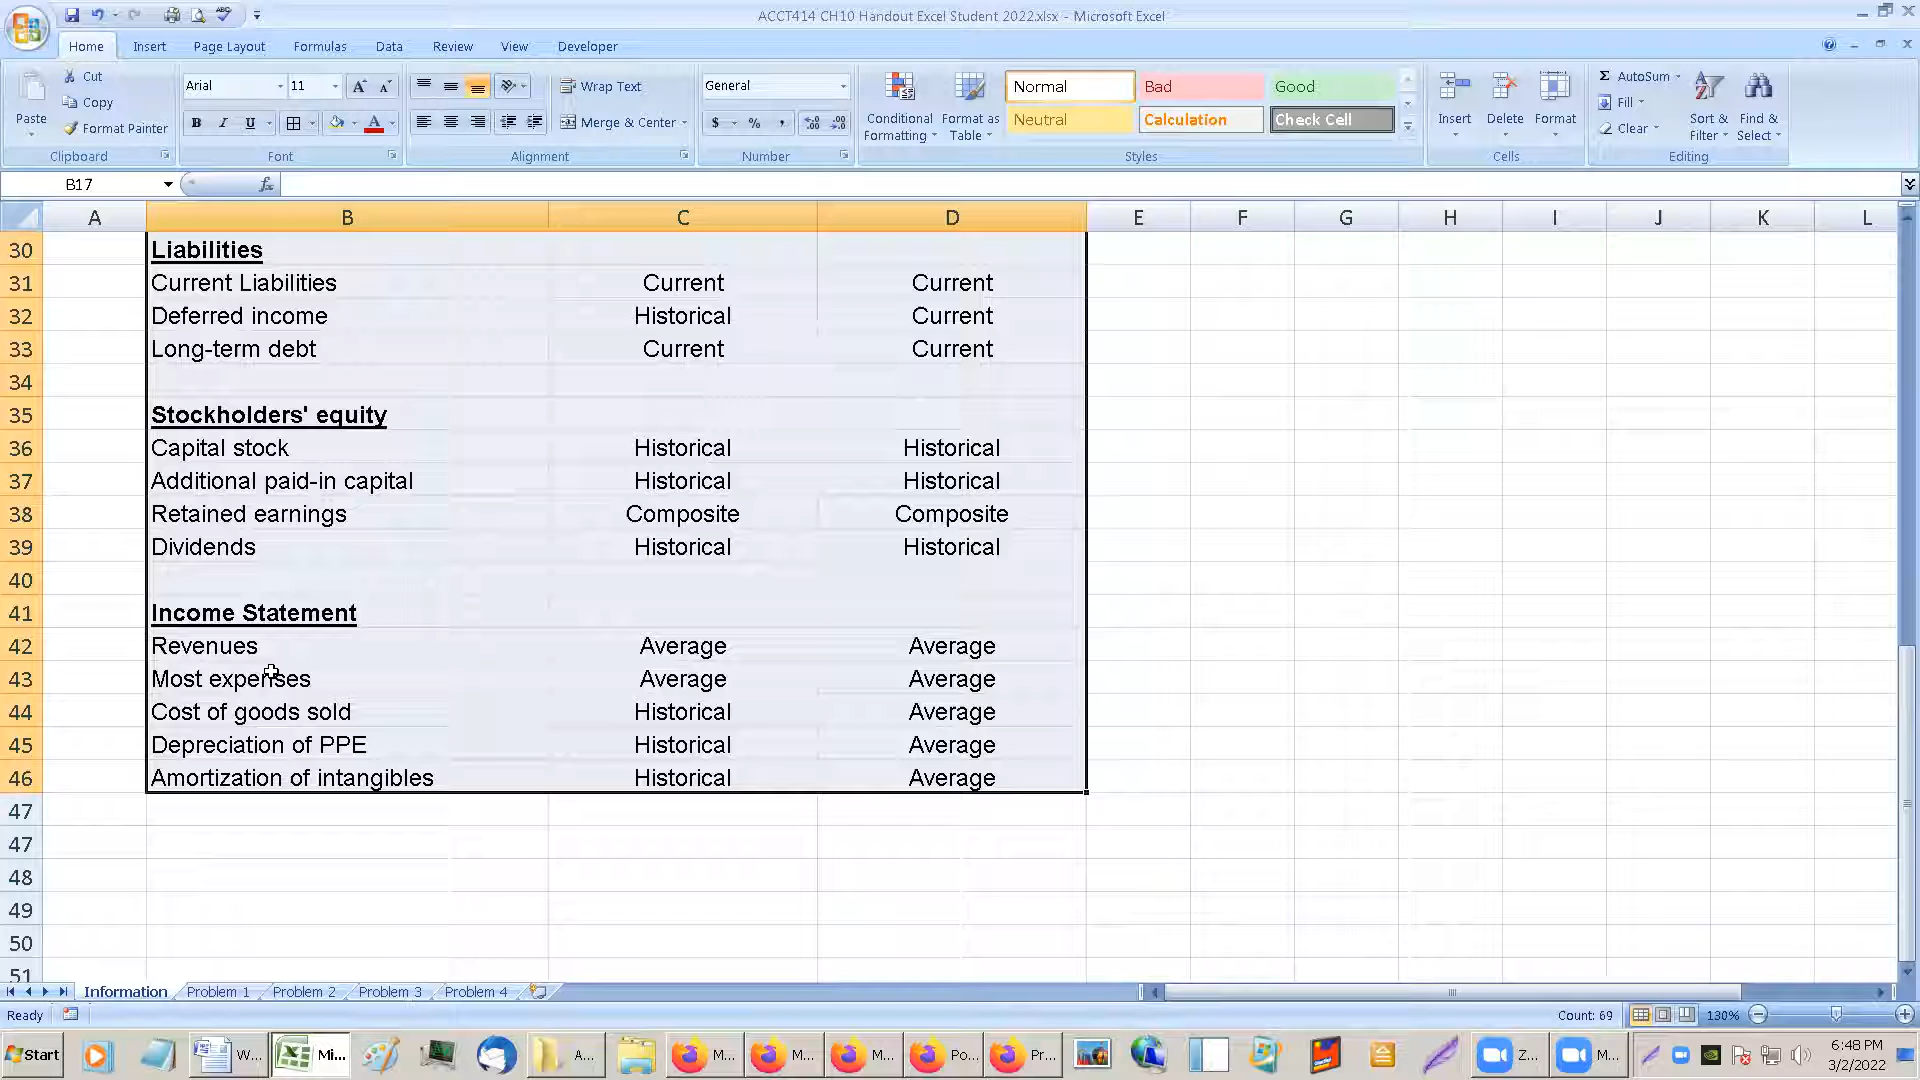 ACCT414 CH10 Handout Excel Student 2022.xlsx - Microsoft Excel
Home Insert Page Layout Formulas Data Review View Developer
Cut
Copy
Format Painter
Paste
Clipboard
Arial 11
B I U A
Font
Wrap Text
Merge & Center
Alignment
General
$ % ,
Number
Conditional Formatting
Format as Table
Normal Bad Good
Neutral Calculation Check Cell
Styles
Insert Delete Format
Cells
Σ AutoSum
Fill
Clear
Sort & Filter
Find & Select
Editing
B17 fx
A B C D E F G H I J K L
30 Liabilities
31 Current Liabilities Current Current
32 Deferred income Historical Current
33 Long-term debt Current Current
34
35 Stockholders' equity
36 Capital stock Historical Historical
37 Additional paid-in capital Historical Historical
38 Retained earnings Composite Composite
39 Dividends Historical Historical
40
41 Income Statement
42 Revenues Average Average
43 Most expenses Average Average
44 Cost of goods sold Historical Average
45 Depreciation of PPE Historical Average
46 Amortization of intangibles Historical Average
47
47
48
49
50
51
Information Problem 1 Problem 2 Problem 3 Problem 4
Ready Count: 69 130%
Start W... Mi... A... M... M... M... Po... Pr... Z... M...
6:48 PM
3/2/2022